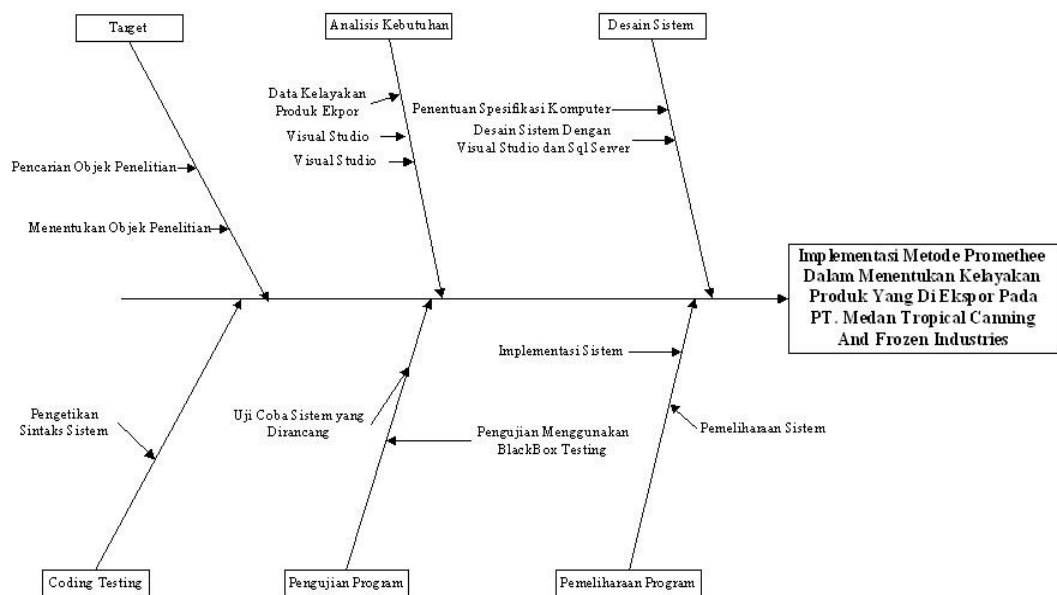 Target
Analisis Kebutuhan
Desain Sistem
Data Kelayakan
Produk Ekpor
Visual Studio
Visual Studio
Penentuan Spesifikasi Komputer
Desain Sistem Dengan
Visual Studio dan Sql Server
Pencarian Objek Penelitian
Menentukan Objek Penelitian
Implementasi Metode Promethee
Dalam Menentukan Kelayakan
Produk Yang Di Ekspor Pada
PT. Medan Tropical Canning
And Frozen Industries
Implementasi Sistem
Pengetikan
Sintaks Sistem
Uji Coba Sistem yang
Dirancang
Pengujian Menggunakan
BlackBox Testing
Pemeliharaan Sistem
Coding Testing
Pengujian Program
Pemeliharaan Program